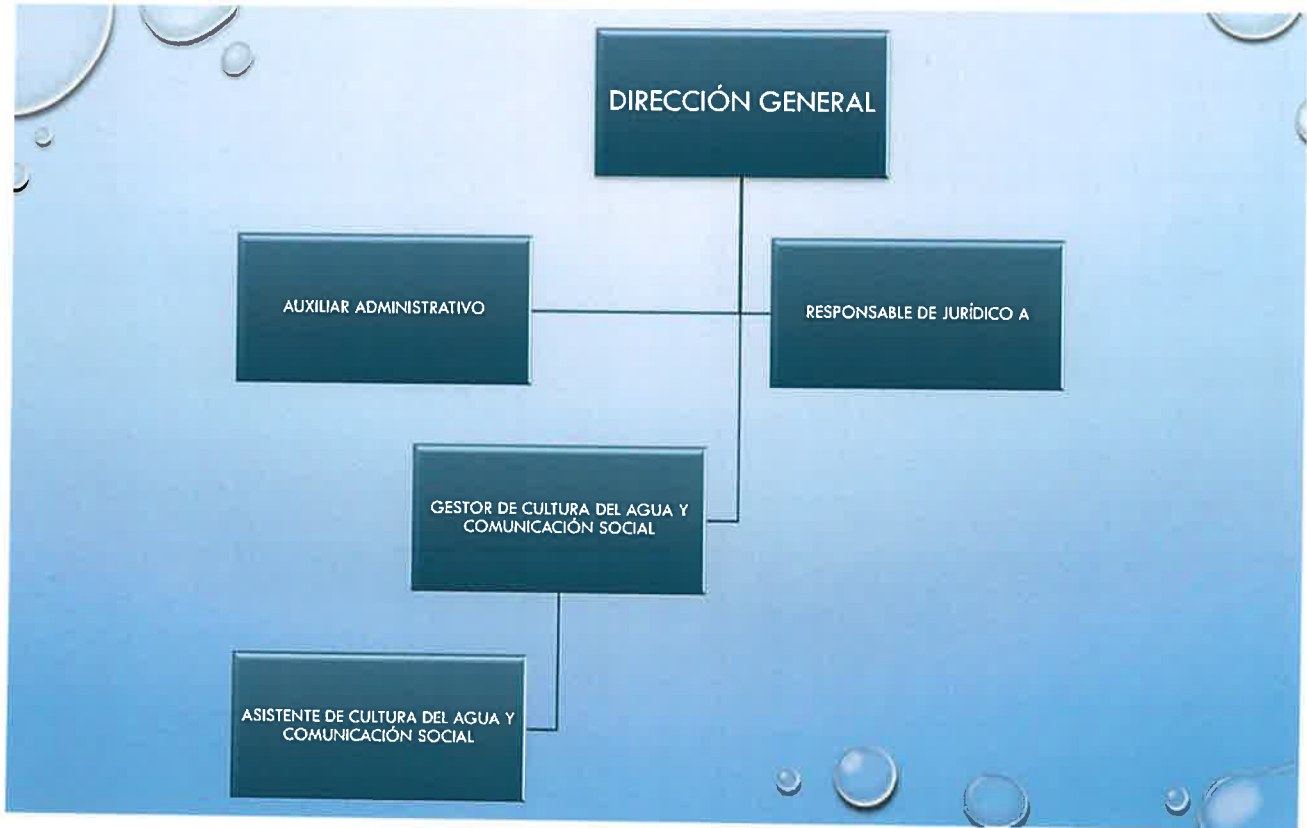 DIRECCIÓN GENERAL
AUXILIAR ADMINISTRATIVO
RESPONSABLE DE JURÍDICO A
GESTOR DE CULTURA DEL AGUA Y
COMUNICACIÓN SOCIAL
ASISTENTE DE CULTURA DEL AGUA Y
COMUNICACIÓN SOCIAL